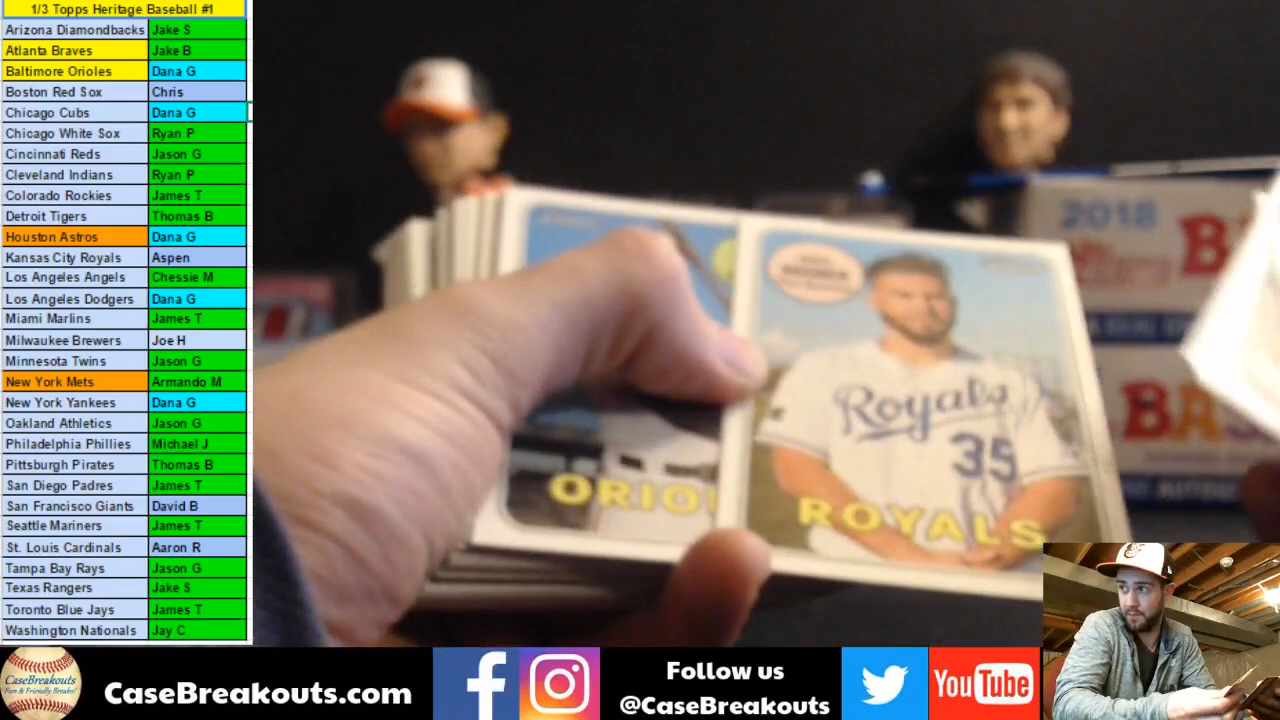 1/3 Topps Heritage Baseball #1
Arizona Diamondbacks Jake S
Atlanta Braves Jake B
Baltimore Orioles Dana G
Boston Red Sox Chris
Chicago Cubs Dana G
Chicago White Sox Ryan P
Cincinnati Reds Jason G
Cleveland Indians Ryan P
Colorado Rockies James T
Detroit Tigers Thomas B
Houston Astros Dana G
Kansas City Royals Aspen
Los Angeles Angels Chessie M
Los Angeles Dodgers Dana G
Miami Marlins James T
Milwaukee Brewers Joe H
Minnesota Twins Jason G
New York Mets Armando M
New York Yankees Dana G
Oakland Athletics Jason G
Philadelphia Phillies Michael J
Pittsburgh Pirates Thomas B
San Diego Padres James T
San Francisco Giants David B
Seattle Mariners James T
St. Louis Cardinals Aaron R
Tampa Bay Rays Jason G
Texas Rangers Jake S
Toronto Blue Jays James T
Washington Nationals Jay C
2018
ORIO
Royals
35
ROYALS
CaseBreakouts
Fun & Friendly Breaks!
CaseBreakouts.com
Follow us
@CaseBreakouts
YouTube